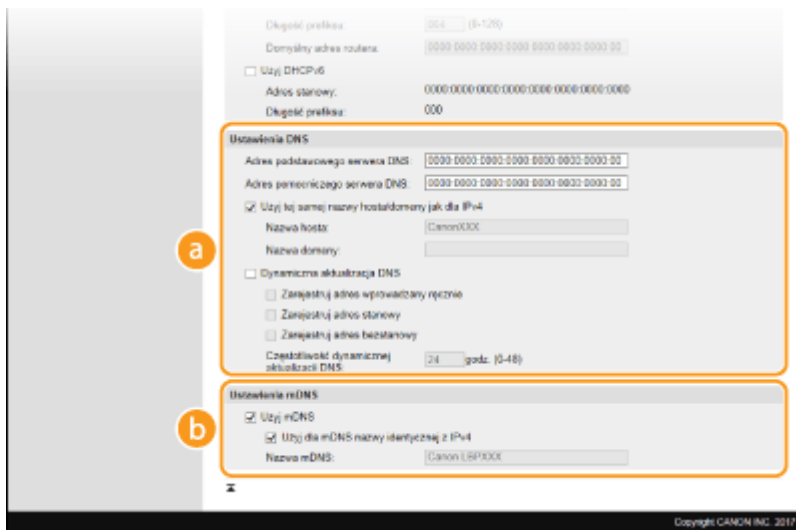 Długość prefiksu: 064 (0-128)
Domyślny adres routera: 0000:0000:0000:0000:0000:0000:0000:00
Użyj DHCPv6
Adres stanowy: 0000:0000:0000:0000:0000:0000:0000:0000
Długość prefiksu: 000
Ustawienia DNS
Adres podstawowego serwera DNS: 0000:0000:0000:0000:0000:0000:0000:00
Adres pomocniczego serwera DNS: 0000:0000:0000:0000:0000:0000:0000:00
Użyj tej samej nazwy hosta/domeny jak dla IPv4
Nazwa hosta: CanonXXX
Nazwa domeny:
a
Dynamiczna aktualizacja DNS
Zarejestruj adres wprowadzany ręcznie
Zarejestruj adres stanowy
Zarejestruj adres bezstanowy
Częstotliwość dynamicznej
aktualizacji DNS: 24 godz. (0-48)
Ustawienia mDNS
Użyj mDNS
b
Użyj dla mDNS nazwy identycznej z IPv4
Nazwa mDNS: Canon LBPXXX
Copyright CANON INC. 2017